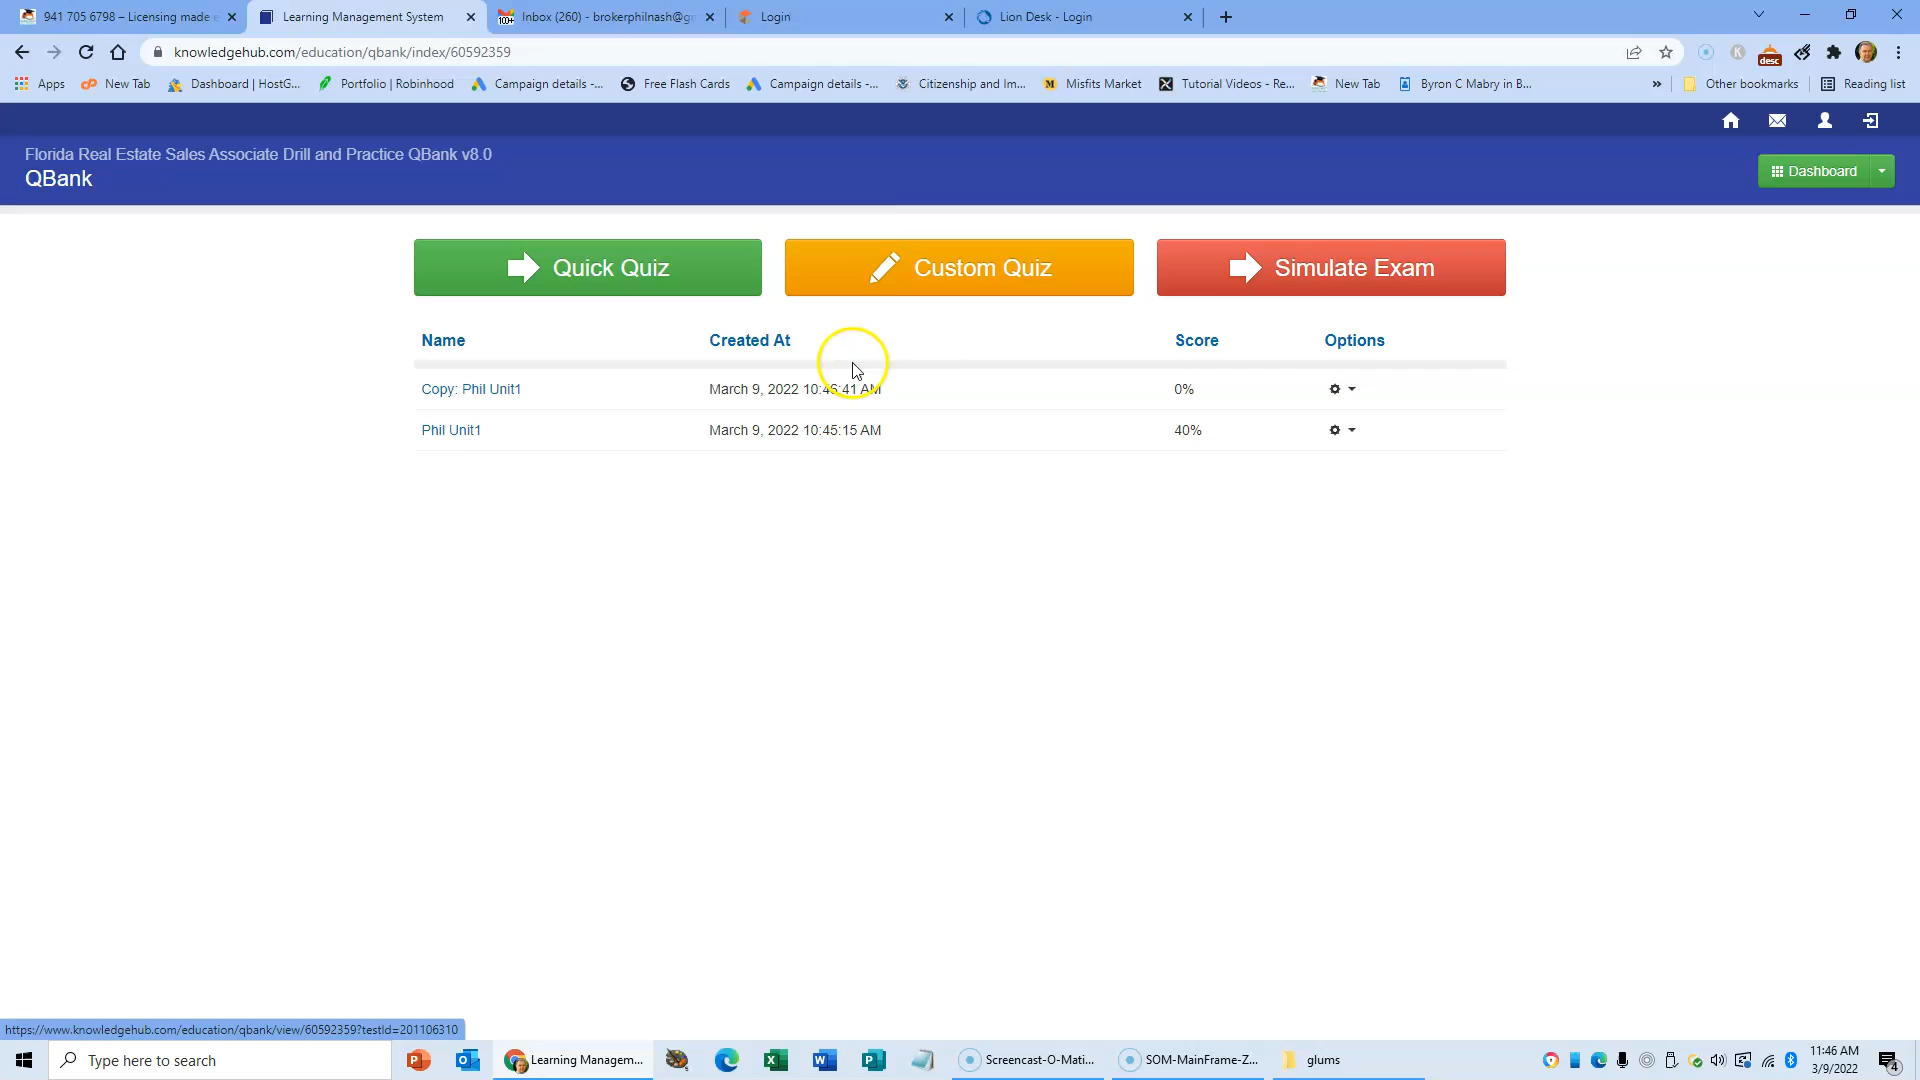 941 705 6798 – Licensing made e
Learning Management System
Inbox (260) - brokerphilnash@g
Login
Lion Desk - Login
knowledgehub.com/education/qbank/index/60592359
desc
Apps
New Tab
Dashboard | HostG...
Portfolio | Robinhood
Campaign details -...
Free Flash Cards
Campaign details -...
Citizenship and Im...
Misfits Market
Tutorial Videos - Re...
New Tab
Byron C Mabry in B...
»
Other bookmarks
Reading list
Florida Real Estate Sales Associate Drill and Practice QBank v8.0
QBank
Dashboard
Quick Quiz
Custom Quiz
Simulate Exam
Name Created At Score Options
Copy: Phil Unit1 March 9, 2022 10:46:41 AM 0%
Phil Unit1 March 9, 2022 10:45:15 AM 40%
https://www.knowledgehub.com/education/qbank/view/60592359?testId=201106310
Type here to search
Learning Managem...
Screencast-O-Mati...
SOM-MainFrame-Z...
glums
11:46 AM
3/9/2022
4